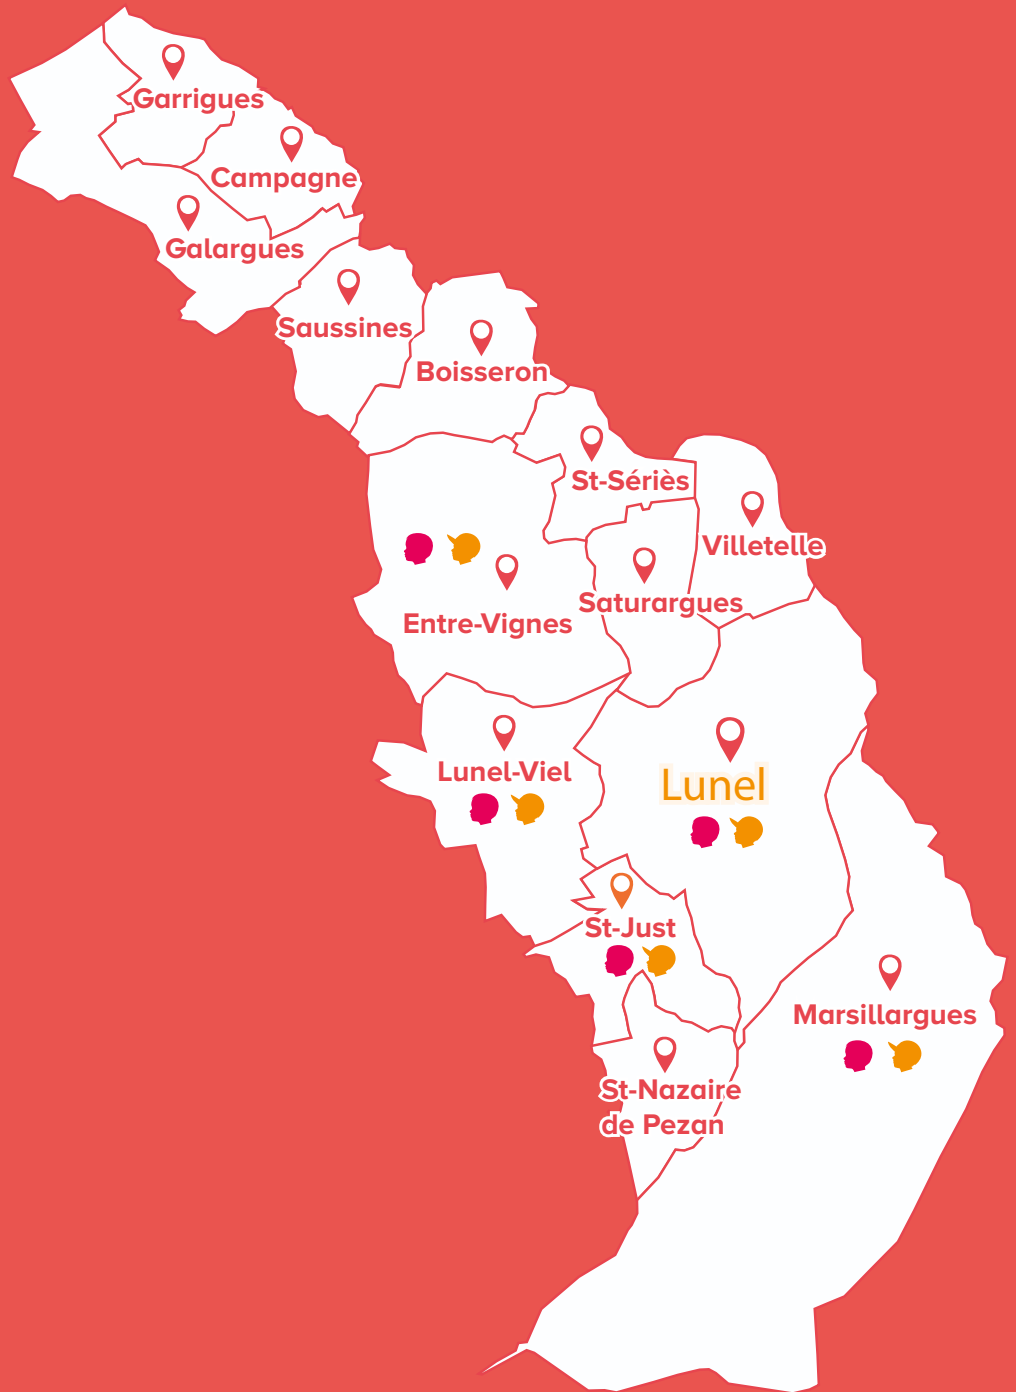 Garrigues
Campagne
Galargues
Saussines
Boisseron
St-Sériès
Villetelle
Saturargues
Entre-Vignes
Lunel-Viel
Lunel
St-Just
Marsillargues
St-Nazaire
de Pezan